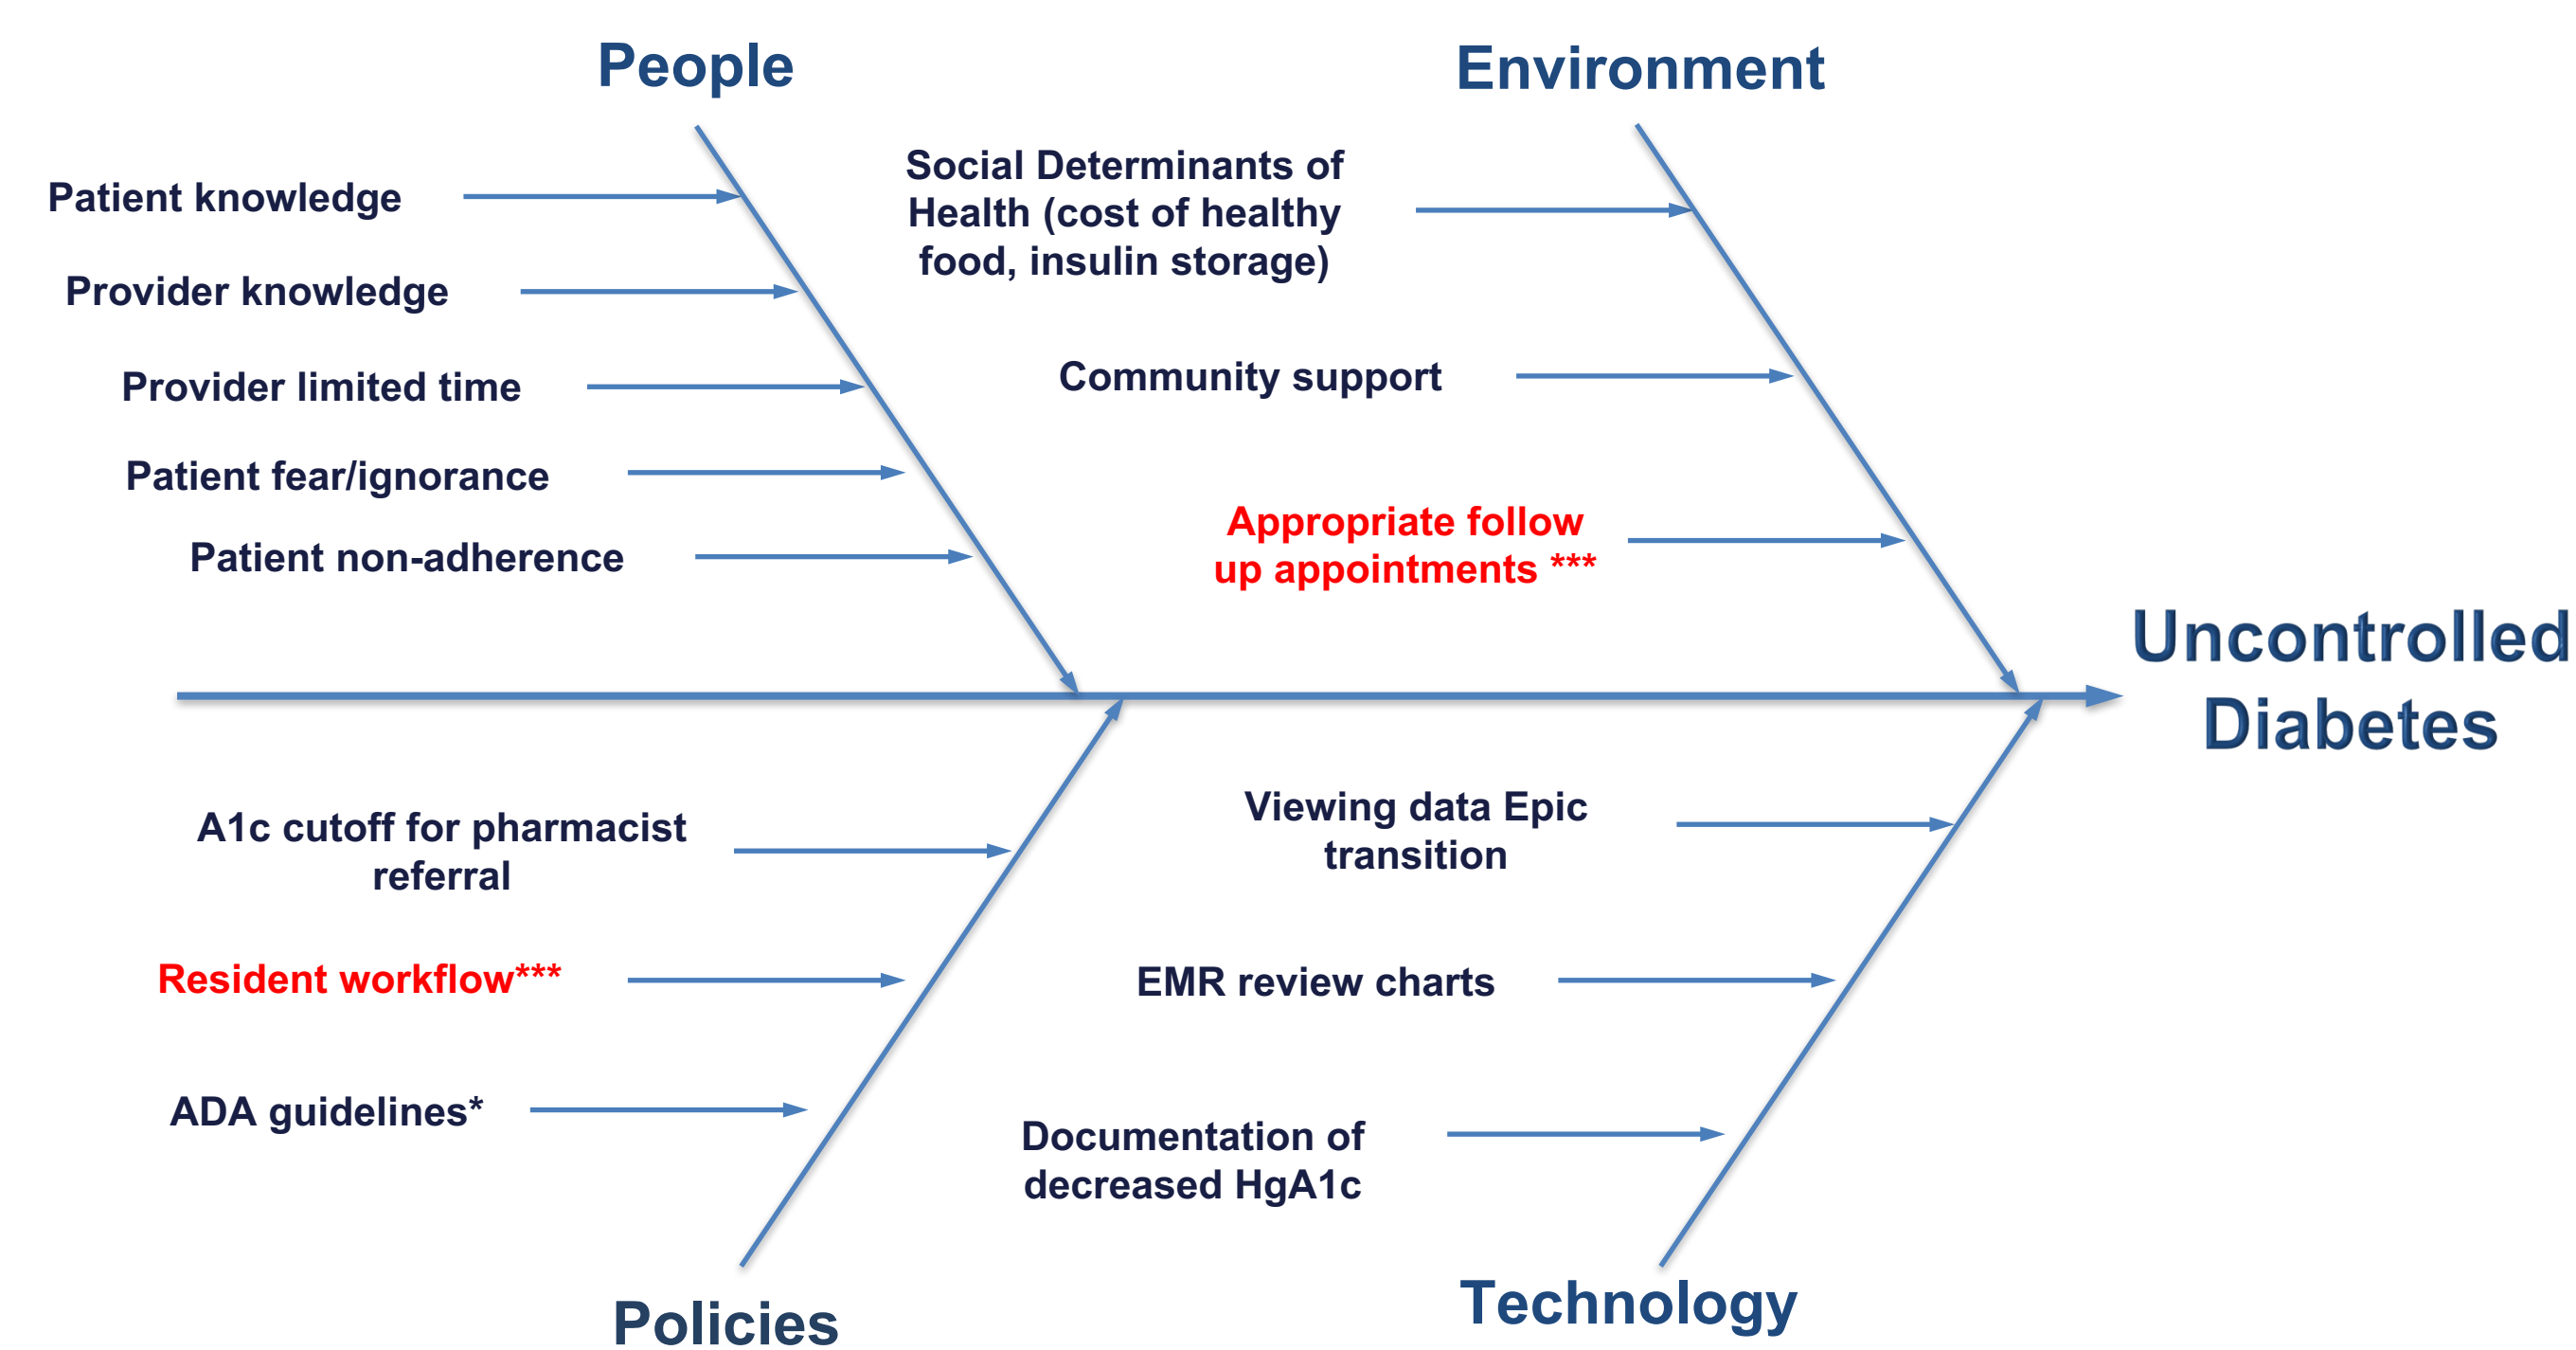 People
Patient knowledge
Provider knowledge
Provider limited time
Patient fear/ignorance
Patient non-adherence
Environment
Social Determinants of
Health (cost of healthy
food, insulin storage)
Community support
Appropriate follow
up appointments ***
Uncontrolled
Diabetes
A1c cutoff for pharmacist
referral
Resident workflow***
ADA guidelines*
Policies
Viewing data Epic
transition
EMR review charts
Documentation of
decreased HgA1c
Technology